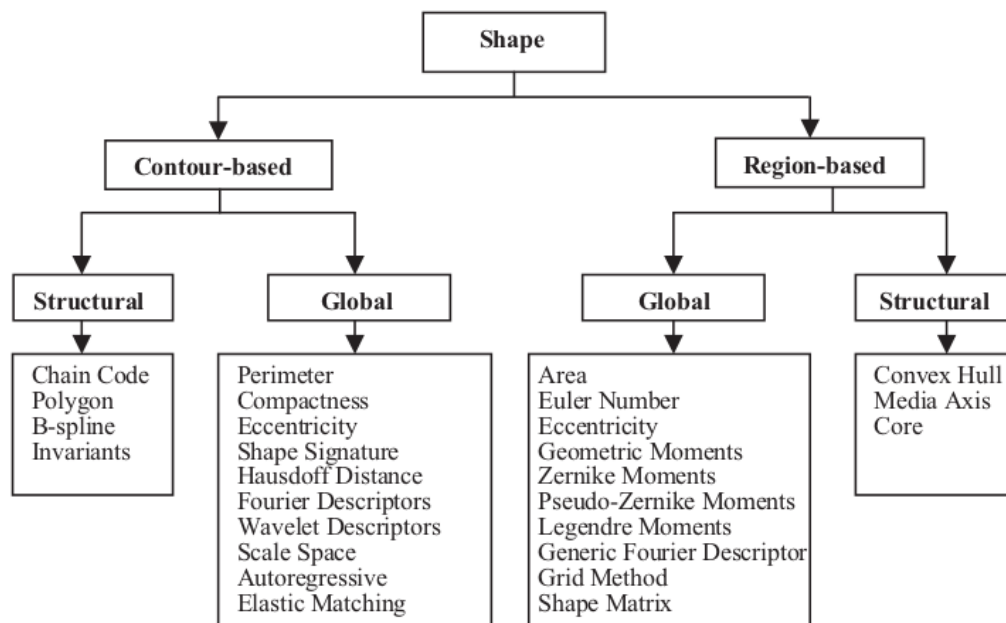 Shape
Contour-based
Region-based
Structural
Global
Global
Structural
Chain Code
Polygon
B-spline
Invariants
Perimeter
Compactness
Eccentricity
Shape Signature
Hausdoff Distance
Fourier Descriptors
Wavelet Descriptors
Scale Space
Autoregressive
Elastic Matching
Area
Euler Number
Eccentricity
Geometric Moments
Zernike Moments
Pseudo-Zernike Moments
Legendre Moments
Generic Fourier Descriptor
Grid Method
Shape Matrix
Convex Hull
Media Axis
Core